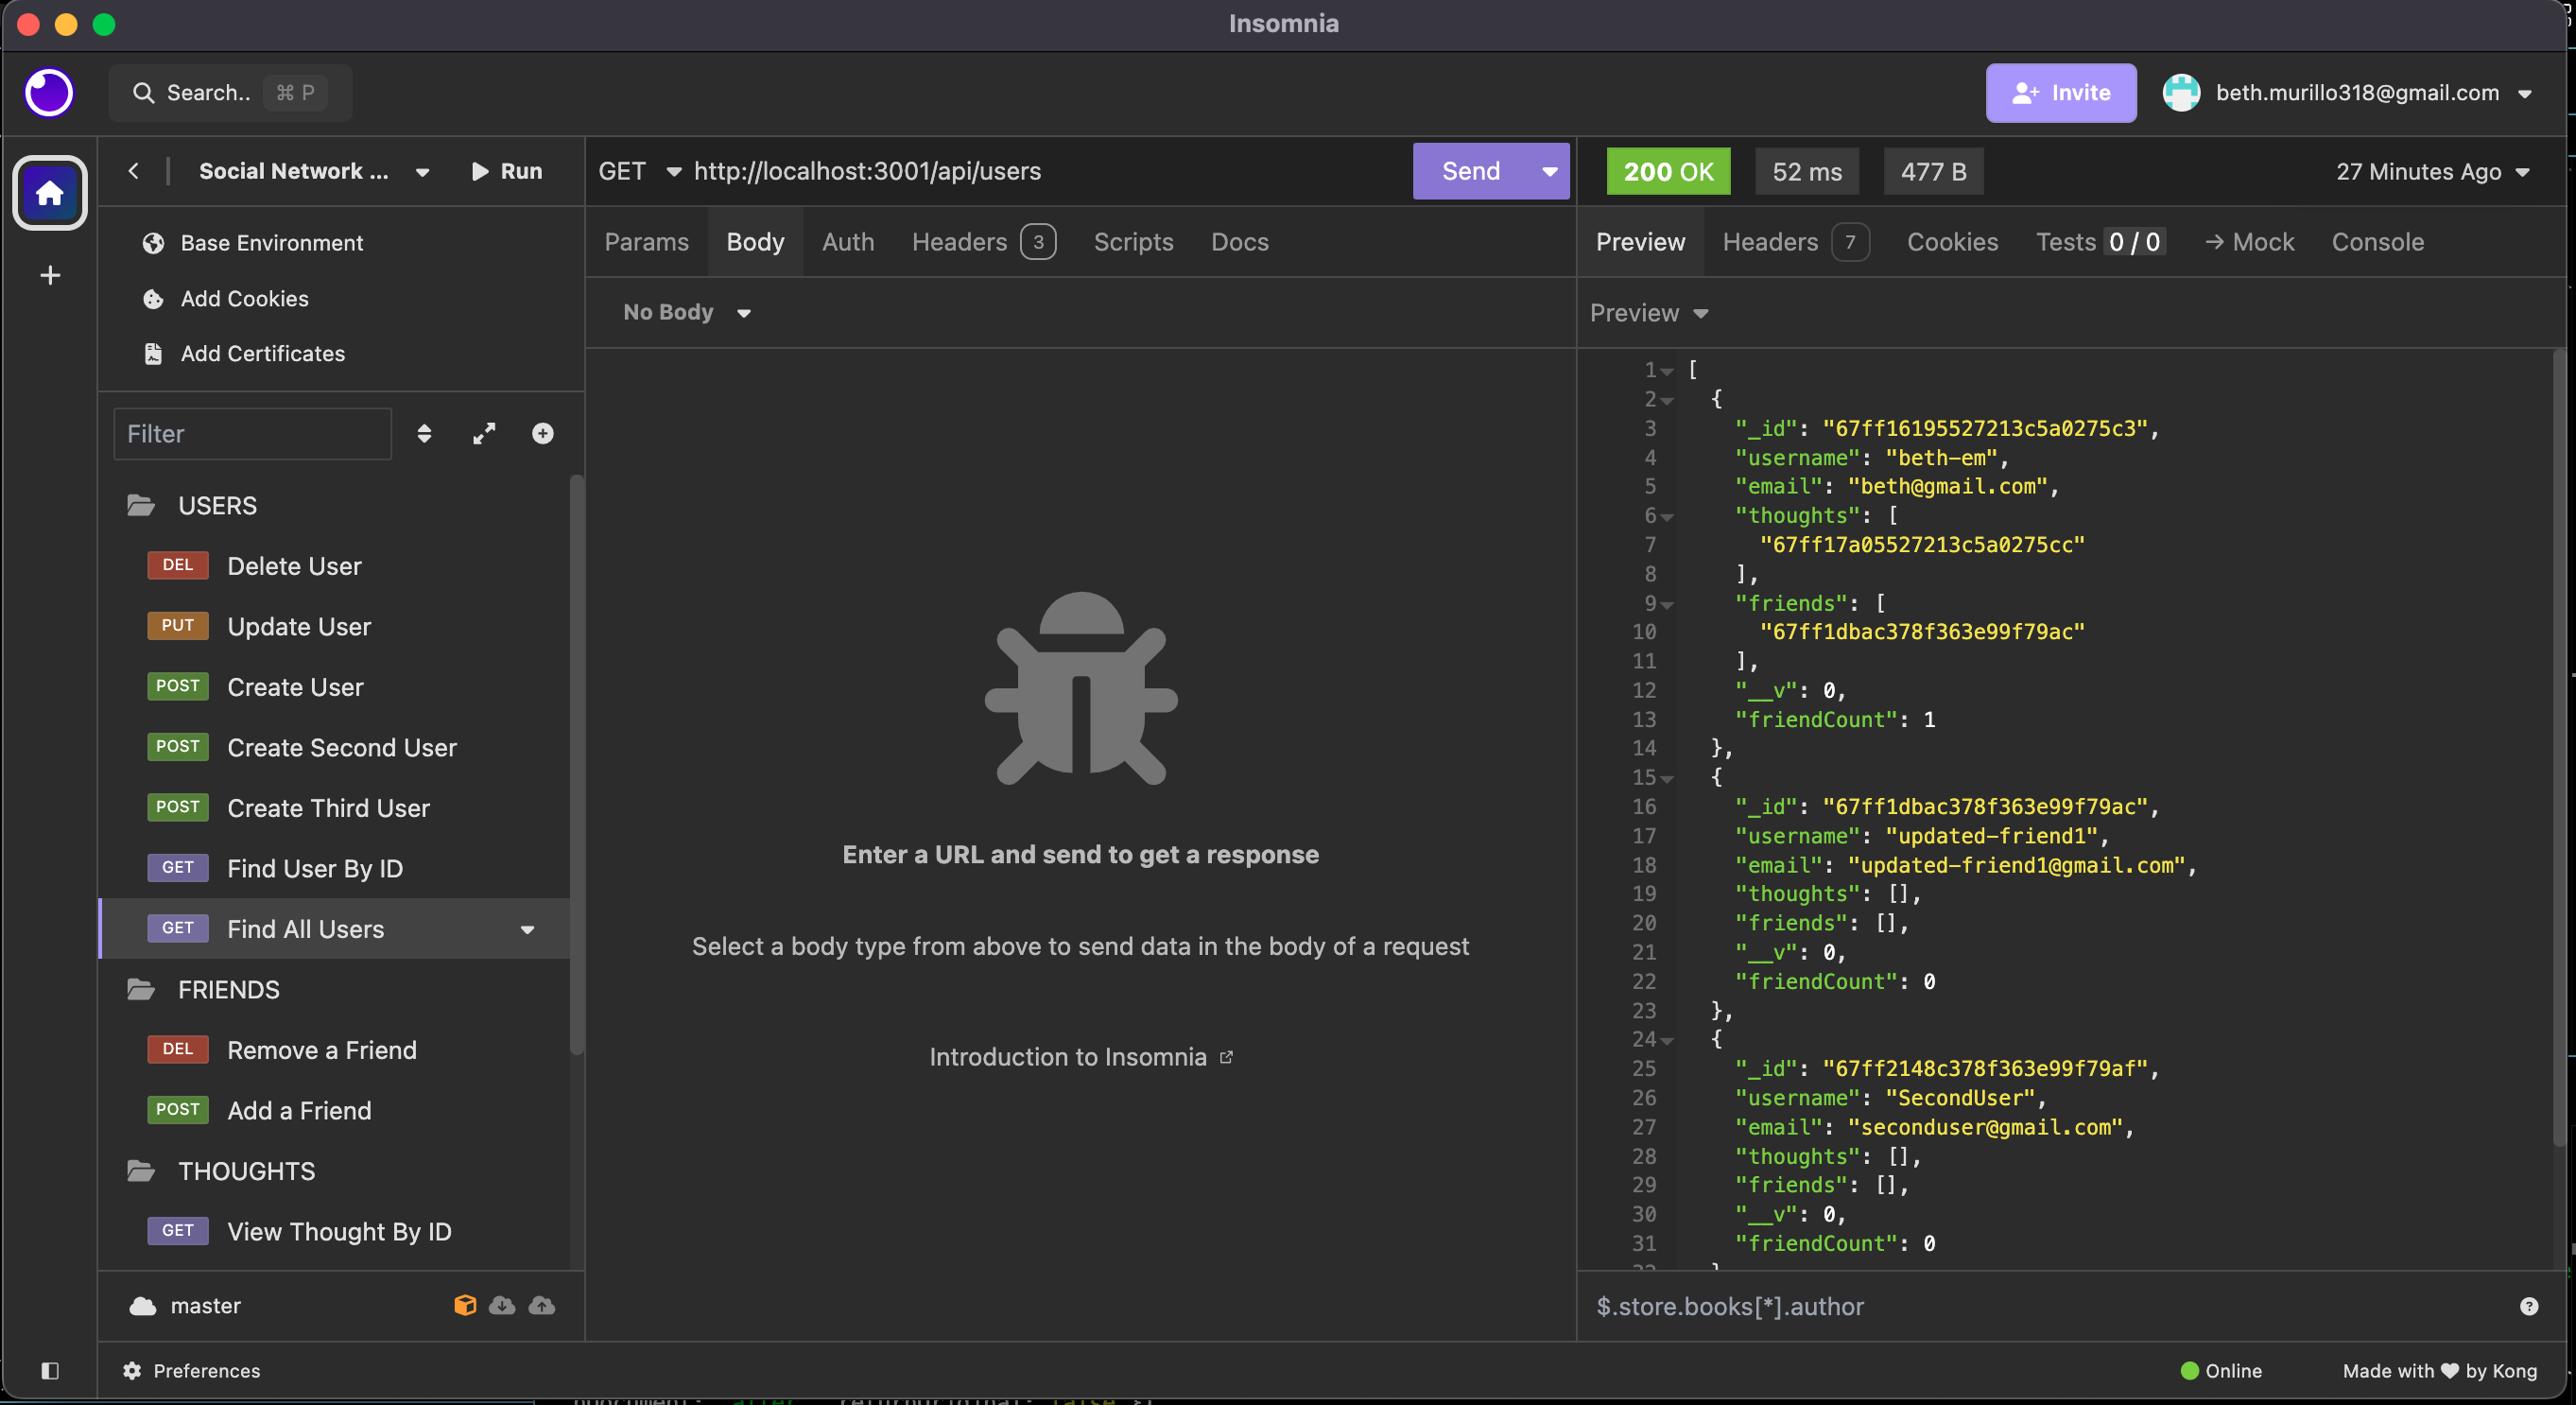 Insomnia
Search.. ⌘ P
Invite
beth.murillo318@gmail.com
Social Network ...
Run
Base Environment
Add Cookies
Add Certificates
Filter
USERS
DEL Delete User
PUT Update User
POST Create User
POST Create Second User
POST Create Third User
GET Find User By ID
GET Find All Users
FRIENDS
DEL Remove a Friend
POST Add a Friend
THOUGHTS
GET View Thought By ID
master
GET http://localhost:3001/api/users
Send
Params Body Auth Headers 3 Scripts Docs
No Body
Enter a URL and send to get a response
Select a body type from above to send data in the body of a request
Introduction to Insomnia
200 OK 52 ms 477 B 27 Minutes Ago
Preview Headers 7 Cookies Tests 0 / 0 → Mock Console
Preview
1 [
2 {
3 "_id": "67ff16195527213c5a0275c3",
4 "username": "beth-em",
5 "email": "beth@gmail.com",
6 "thoughts": [
7 "67ff17a05527213c5a0275cc"
8 ],
9 "friends": [
10 "67ff1dbac378f363e99f79ac"
11 ],
12 "__v": 0,
13 "friendCount": 1
14 },
15 {
16 "_id": "67ff1dbac378f363e99f79ac",
17 "username": "updated-friend1",
18 "email": "updated-friend1@gmail.com",
19 "thoughts": [],
20 "friends": [],
21 "__v": 0,
22 "friendCount": 0
23 },
24 {
25 "_id": "67ff2148c378f363e99f79af",
26 "username": "SecondUser",
27 "email": "seconduser@gmail.com",
28 "thoughts": [],
29 "friends": [],
30 "__v": 0,
31 "friendCount": 0
$.store.books[*].author
Preferences
Online
Made with ♥ by Kong